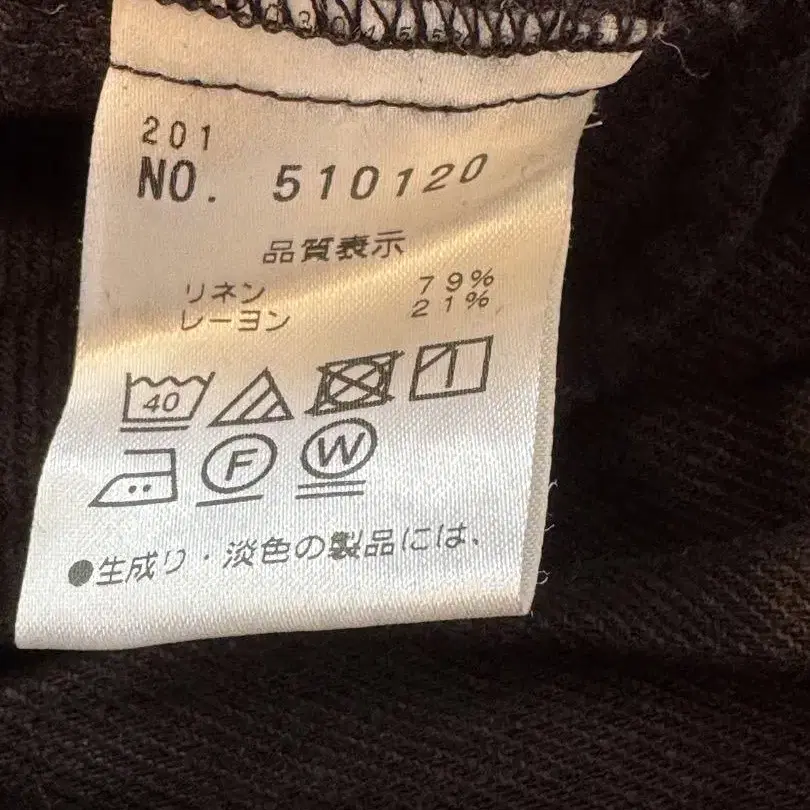 201
NO. 510120
品質表示
リネン 79%
レーヨン 21%
40
F W
●生成り・淡色の製品には、